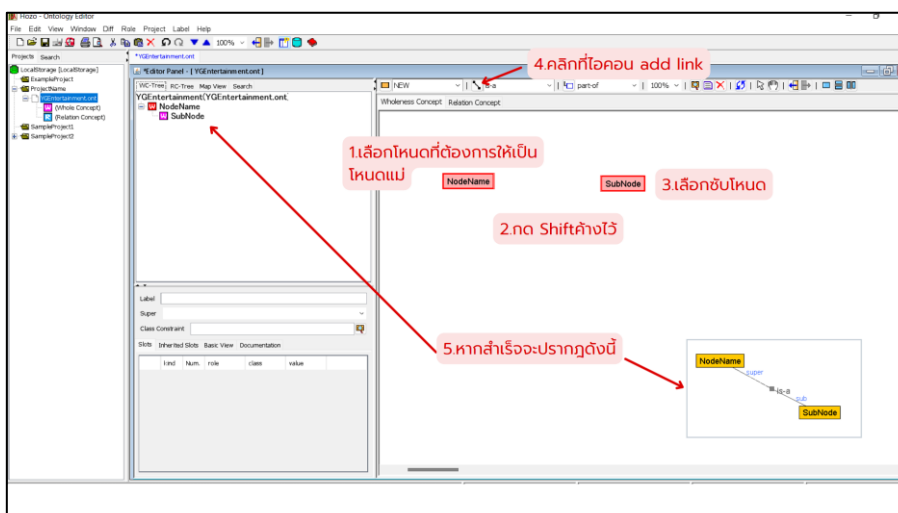 Hozo - Ontology Editor
File Edit View Window Diff Role Project Label Help
100%
Projects Search
*YGEntertainment.ont
LocalStorage [LocalStorage]
ExampleProject
ProjectName
YGEntertainment.ont
(Whole Concept)
(Relation Concept)
SampleProject1
SampleProject2
*Editor Panel - [ YGEntertainment.ont ]
WC-Tree RC-Tree Map View Search
YGEntertainment(YGEntertainment.ont
NodeName
SubNode
NEW is-a part-of 100%
Wholeness Concept Relation Concept
4.คลิกที่ไอคอน add link
1.เลือกโหนดที่ต้องการให้เป็น
โหนดแม่
NodeName
SubNode
3.เลือกซับโหนด
2.กด Shiftค้างไว้
Label
Super
Class Constraint
Slots Inherited Slots Basic View Documentation
kind Num. role class value
5.หากสำเร็จจะปรากฎดังนี้
NodeName
super
is-a
sub
SubNode